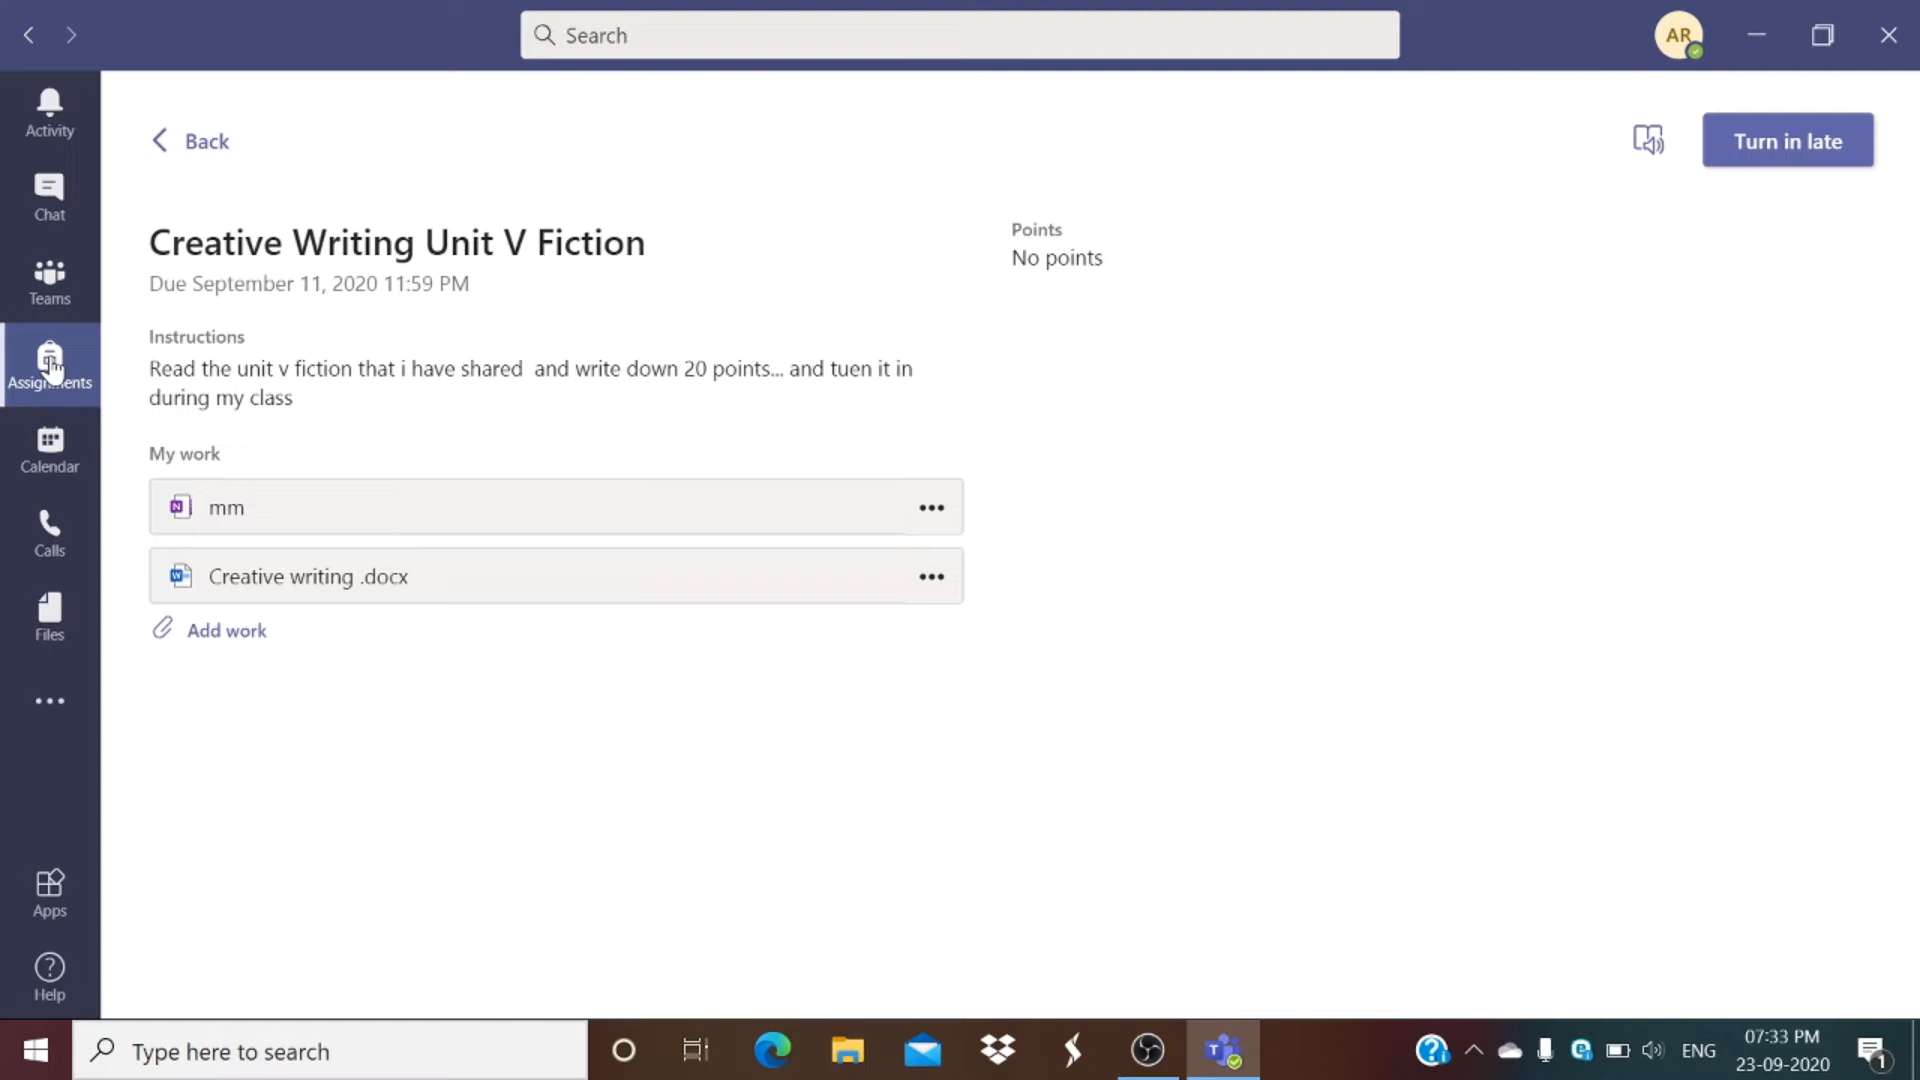 Search
AR
Activity
Chat
Teams
Assignments
Calendar
Calls
Files
Apps
Help
Back
Turn in late
Creative Writing Unit V Fiction
Due September 11, 2020 11:59 PM
Points
No points
Instructions
Read the unit v fiction that i have shared and write down 20 points... and tuen it in
during my class
My work
mm
Creative writing .docx
Add work
Type here to search
ENG
07:33 PM
23-09-2020
1